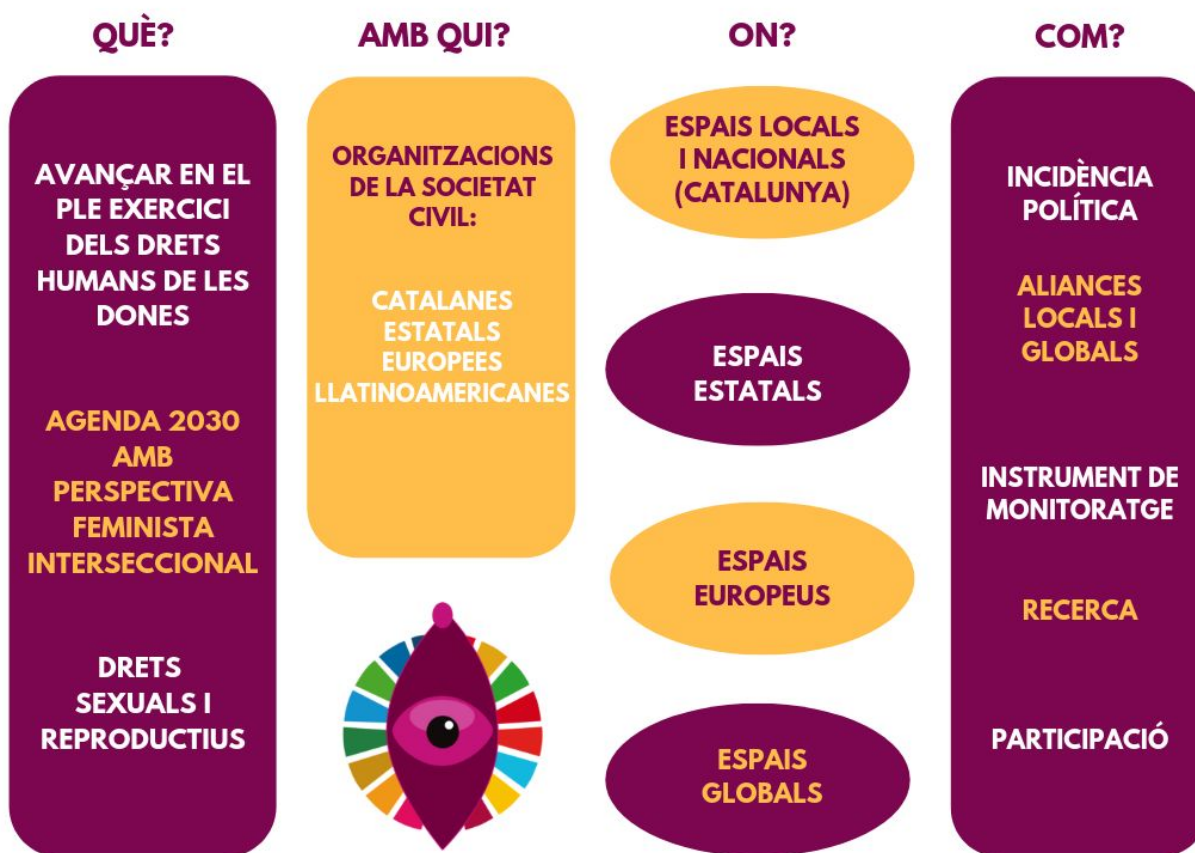 QUÈ?
AVANÇAR EN EL
PLE EXERCICI
DELS DRETS
HUMANS DE LES
DONES
AGENDA 2030
AMB
PERSPECTIVA
FEMINISTA
INTERSECCIONAL
DRETS
SEXUALS I
REPRODUCTIUS
AMB QUI?
ORGANITZACIONS
DE LA SOCIETAT
CIVIL:
CATALANES
ESTATALS
EUROPEES
LLATINOAMERICANES
ON?
ESPAIS LOCALS
I NACIONALS
(CATALUNYA)
ESPAIS
ESTATALS
ESPAIS
EUROPEUS
ESPAIS
GLOBALS
COM?
INCIDÈNCIA
POLÍTICA
ALIANCES
LOCALS I
GLOBALS
INSTRUMENT DE
MONITORATGE
RECERCA
PARTICIPACIÓ